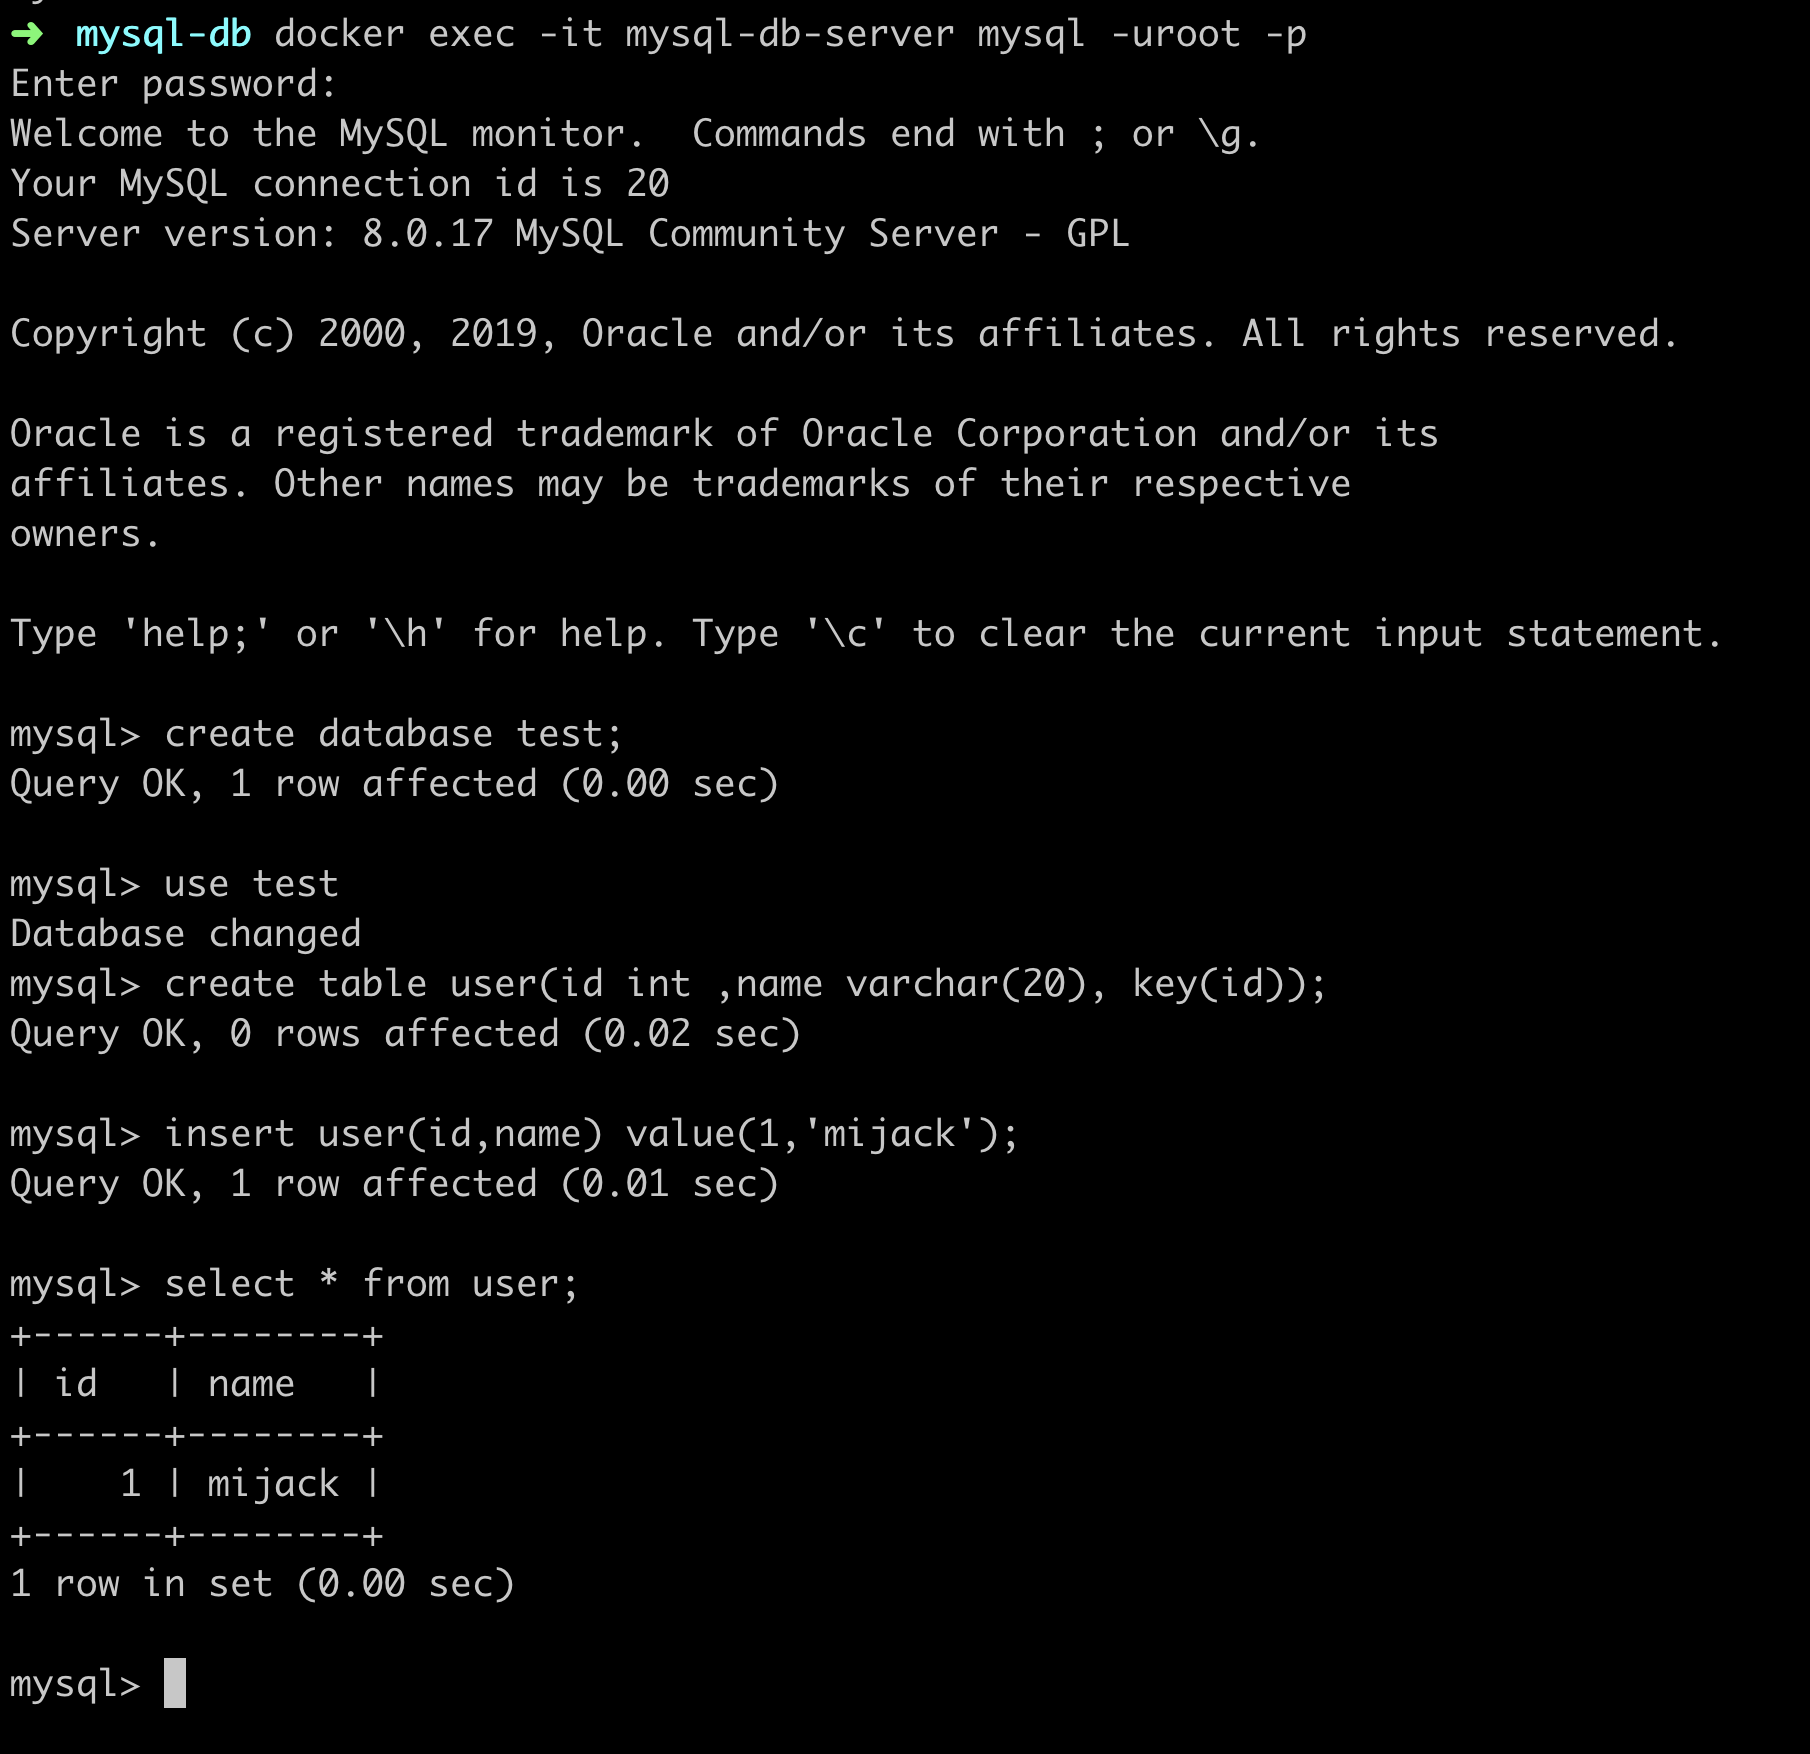 ➜  mysql-db docker exec -it mysql-db-server mysql -uroot -p
Enter password:
Welcome to the MySQL monitor.  Commands end with ; or \g.
Your MySQL connection id is 20
Server version: 8.0.17 MySQL Community Server - GPL
Copyright (c) 2000, 2019, Oracle and/or its affiliates. All rights reserved.
Oracle is a registered trademark of Oracle Corporation and/or its
affiliates. Other names may be trademarks of their respective
owners.
Type 'help;' or '\h' for help. Type '\c' to clear the current input statement.
mysql> create database test;
Query OK, 1 row affected (0.00 sec)
mysql> use test
Database changed
mysql> create table user(id int ,name varchar(20), key(id));
Query OK, 0 rows affected (0.02 sec)
mysql> insert user(id,name) value(1,'mijack');
Query OK, 1 row affected (0.01 sec)
mysql> select * from user;
+------+--------+
| id   | name   |
+------+--------+
|    1 | mijack |
+------+--------+
1 row in set (0.00 sec)
mysql>